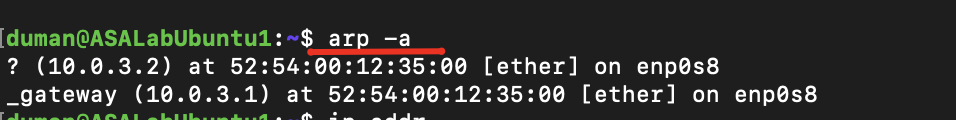 [duman@ASALabUbuntu1:~$ arp -a
? (10.0.3.2) at 52:54:00:12:35:00 [ether] on enp0s8
_gateway (10.0.3.1) at 52:54:00:12:35:00 [ether] on enp0s8